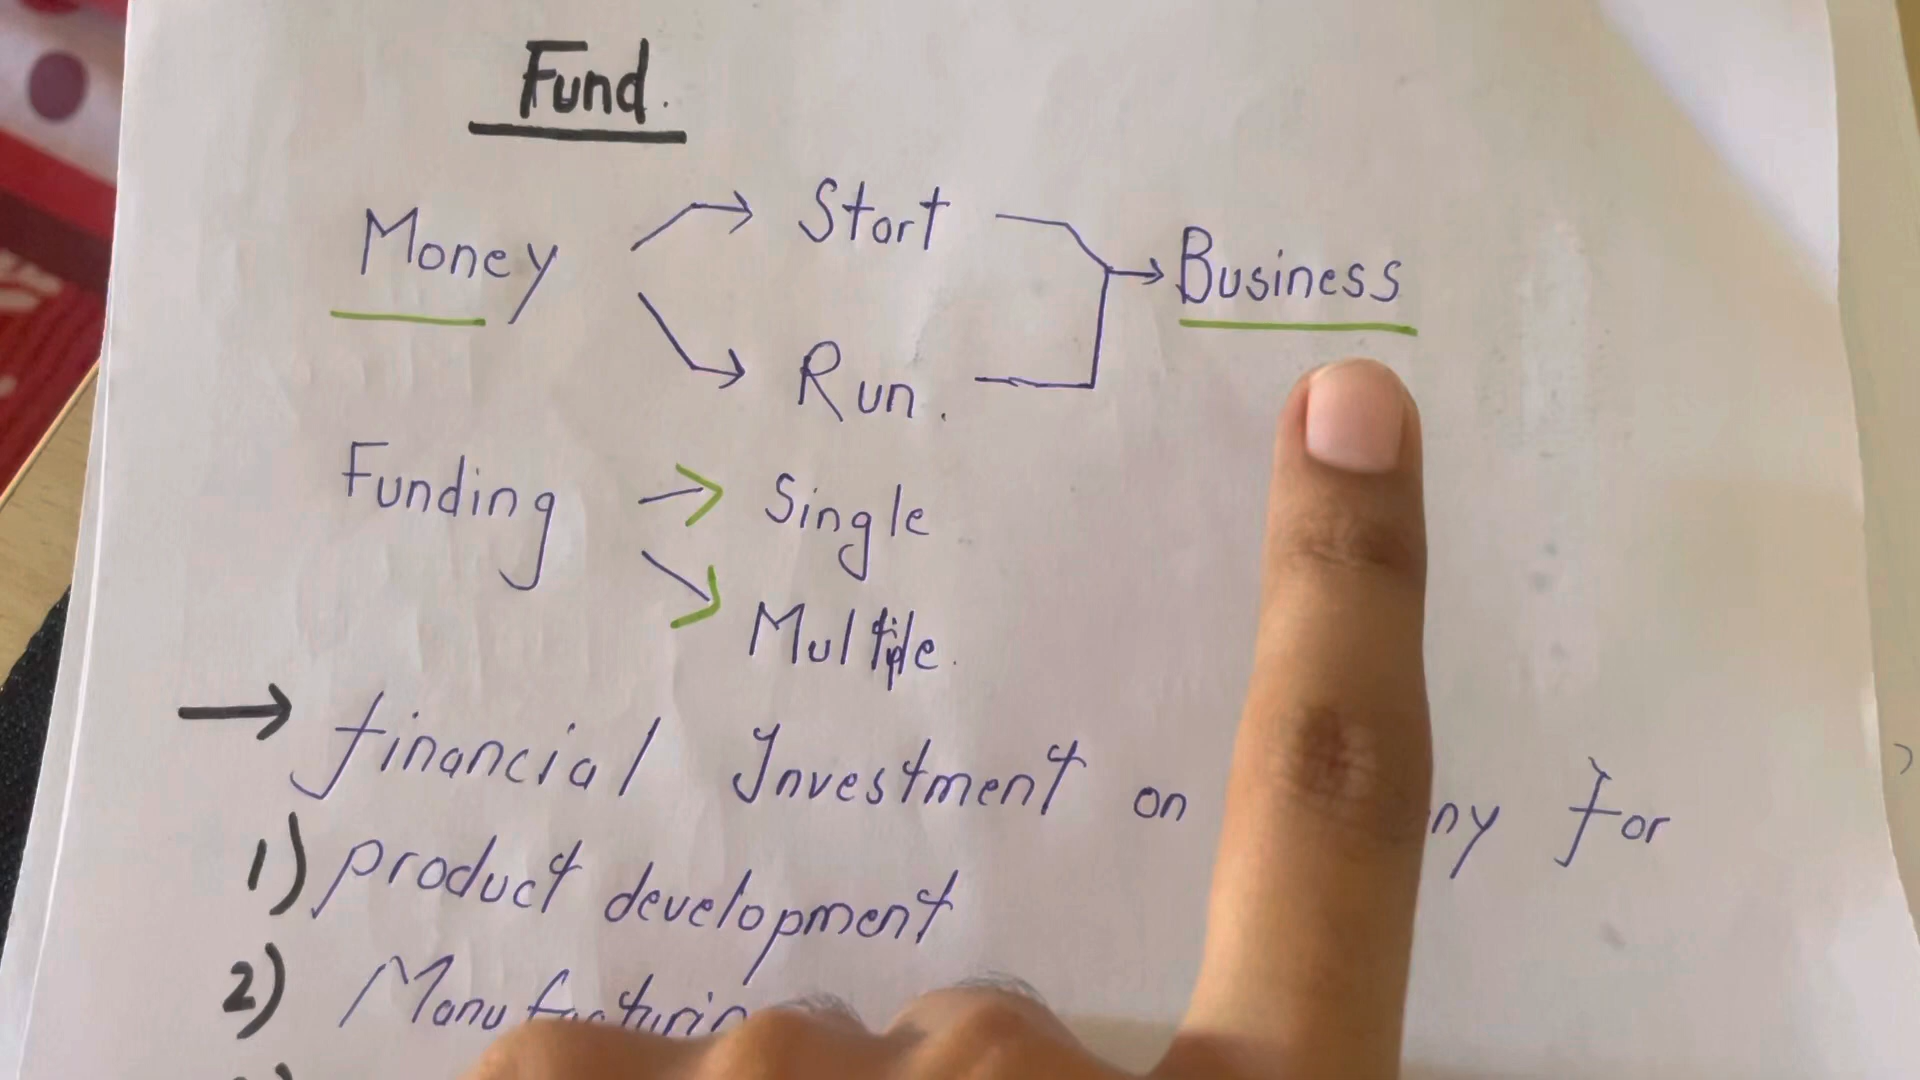 Fund.
Money → Start → Business
→ Run.
Funding → Single
→ Multiple.
→ financial Investment on for
1) product development
2)